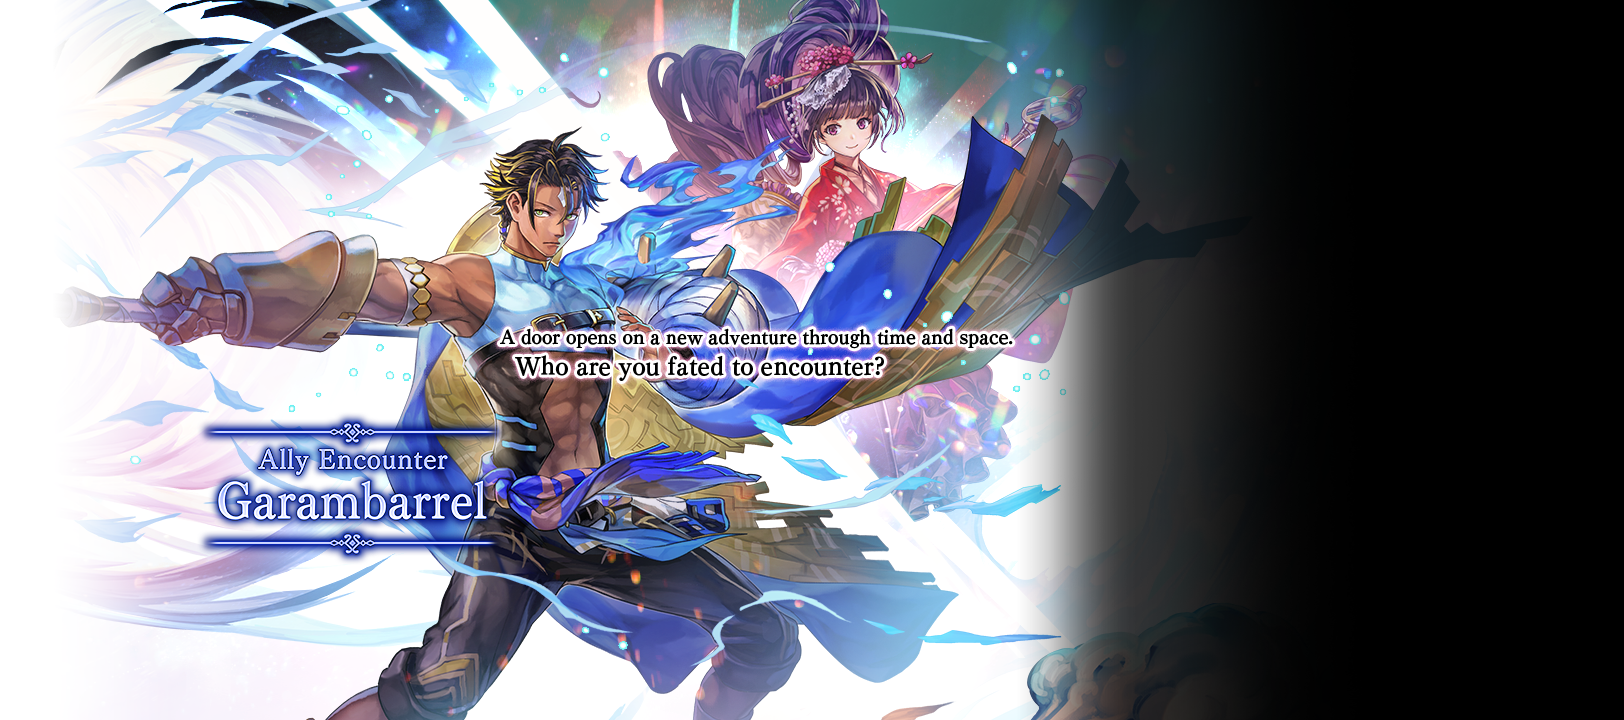 A door opens on a new adventure through time and space.
Who are you fated to encounter?
Ally Encounter
Garambarrel